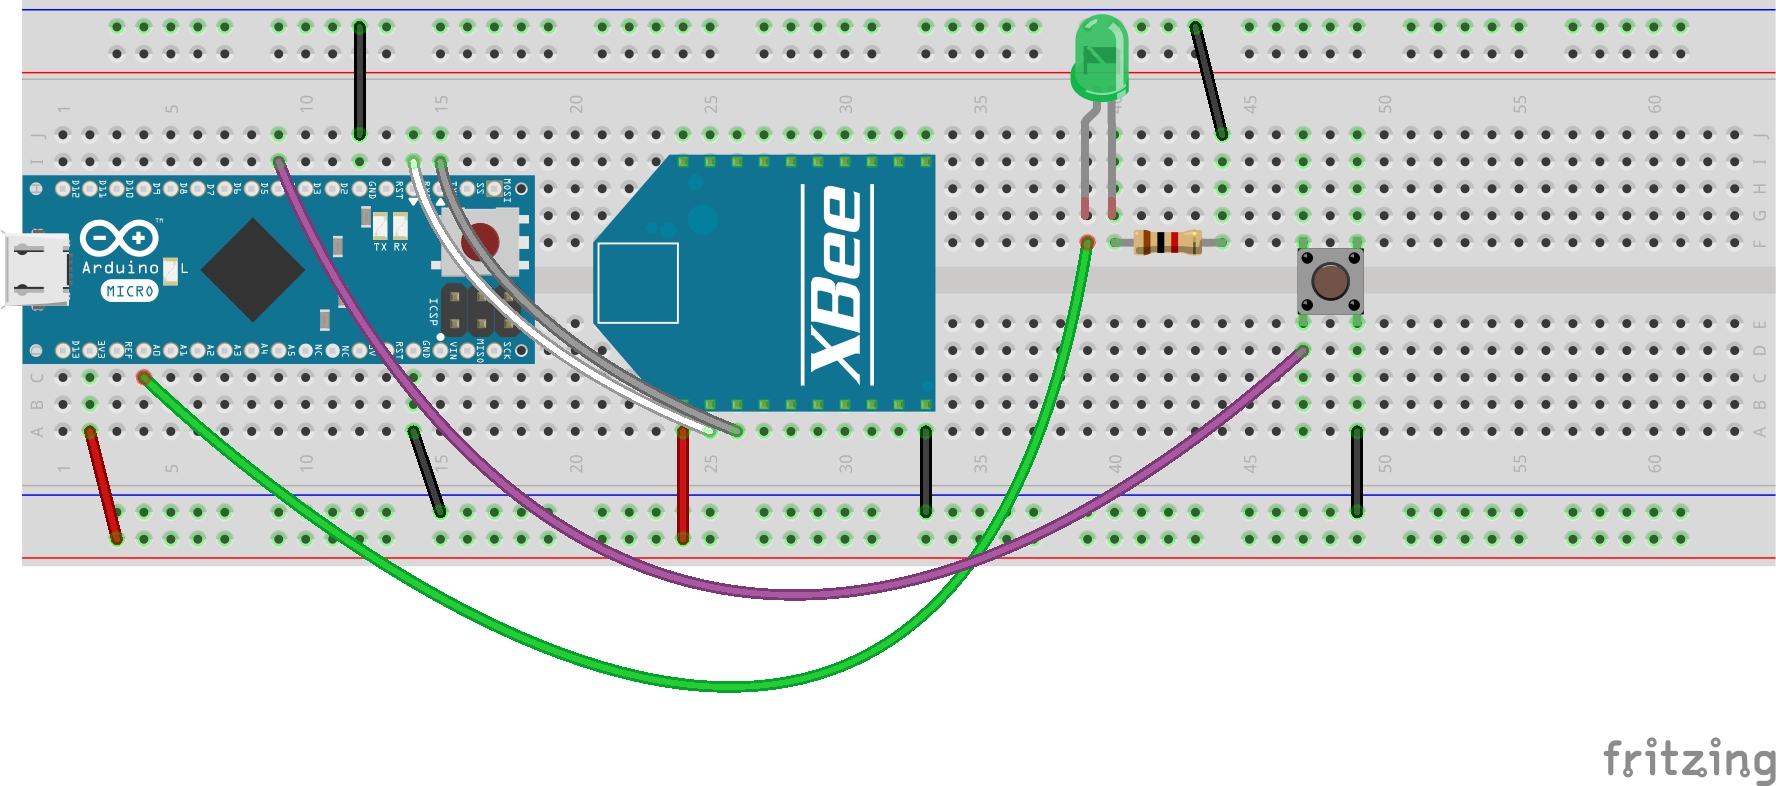 1 5 10 15 20 25 30 35 40 45 50 55 60
J J
I I
H
G
F
D12 D11 D10 D9 D8 D7 D6 D5 D4 D3 D2 GND RST RX TX SS MOSI
TX RX
Arduino™
MICRO
L
ICSP
XBee
D13 3V3 REF A0 A1 A2 A3 A4 A5 NC NC 5V RST GND VIN MISO SCK
H
G
F
E
D
C C
B B
A A
1 5 10 15 20 25 30 35 40 45 50 55 60
fritzing